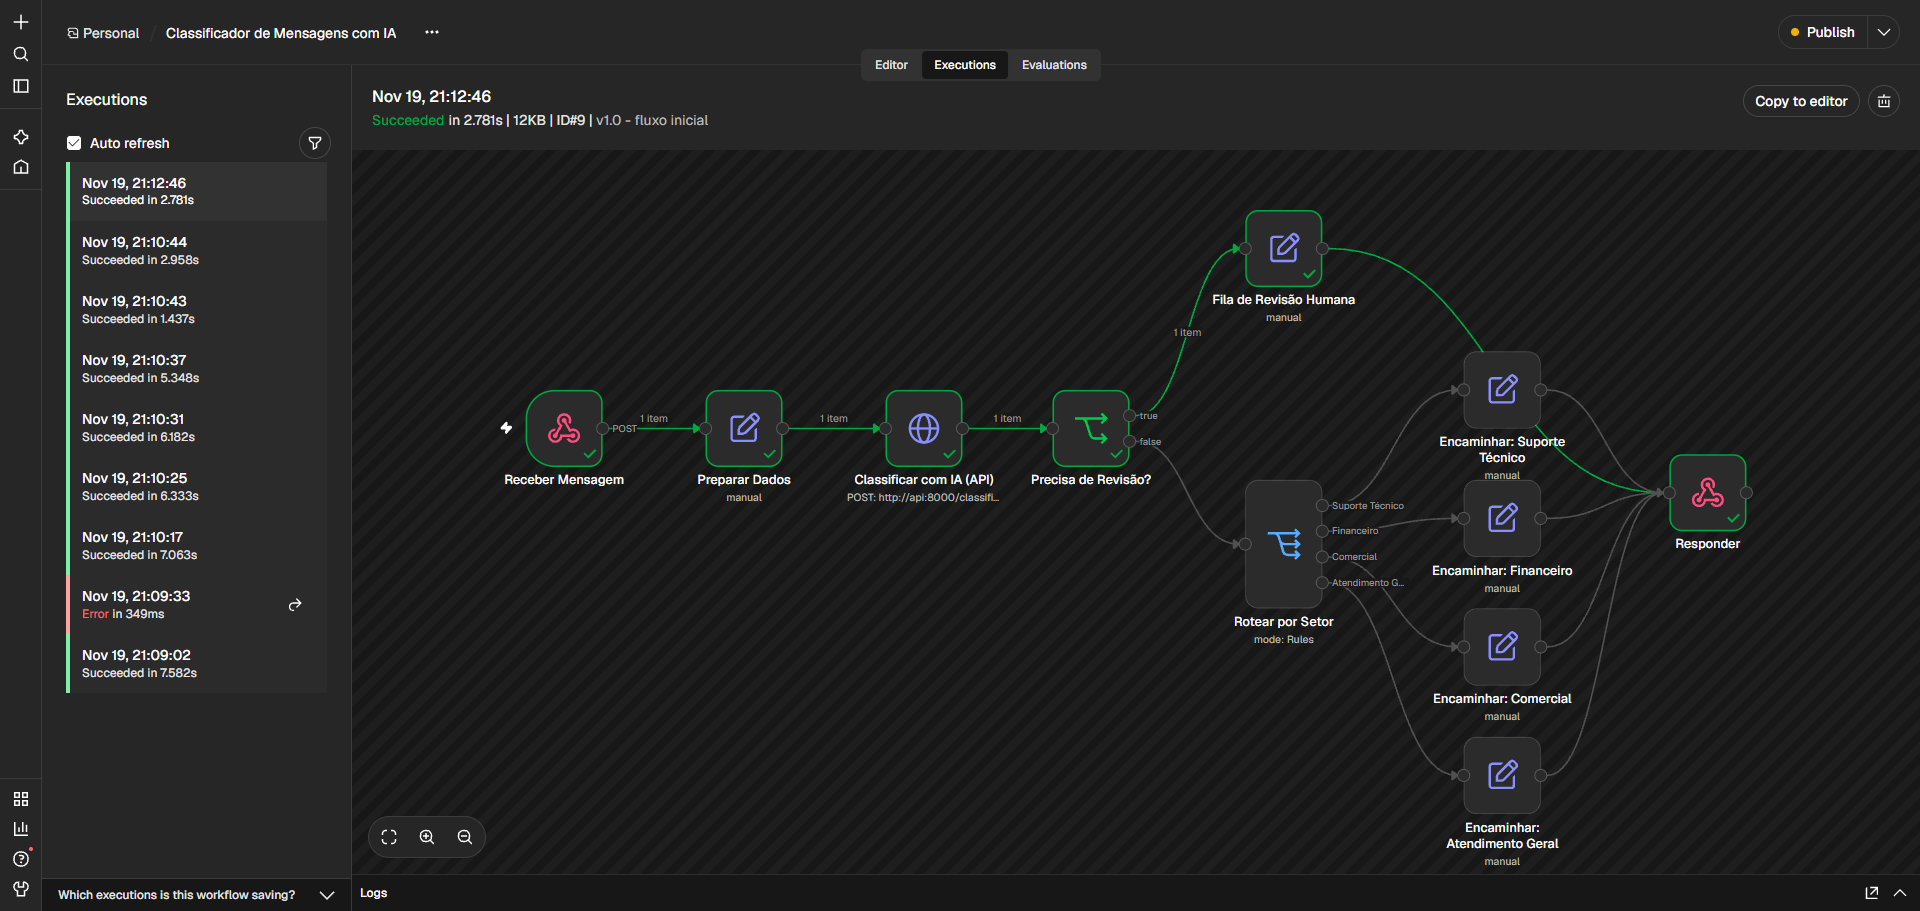 Personal / Classificador de Mensagens com IA ...
Publish
Editor Executions Evaluations
Executions
Auto refresh
Nov 19, 21:12:46
Succeeded in 2.781s
Nov 19, 21:10:44
Succeeded in 2.958s
Nov 19, 21:10:43
Succeeded in 1.437s
Nov 19, 21:10:37
Succeeded in 5.348s
Nov 19, 21:10:31
Succeeded in 6.182s
Nov 19, 21:10:25
Succeeded in 6.333s
Nov 19, 21:10:17
Succeeded in 7.063s
Nov 19, 21:09:33
Error in 349ms
Nov 19, 21:09:02
Succeeded in 7.582s
Which executions is this workflow saving?
Nov 19, 21:12:46
Succeeded in 2.781s | 12KB | ID#9 | v1.0 - fluxo inicial
Copy to editor
POST
1 item
Receber Mensagem
1 item
Preparar Dados
manual
1 item
Classificar com IA (API)
POST: http://api:8000/classifi...
true
false
Precisa de Revisão?
1 item
Fila de Revisão Humana
manual
Suporte Técnico
Financeiro
Comercial
Atendimento G...
Rotear por Setor
mode: Rules
Encaminhar: Suporte
Técnico
manual
Encaminhar: Financeiro
manual
Encaminhar: Comercial
manual
Encaminhar:
Atendimento Geral
manual
Responder
Logs